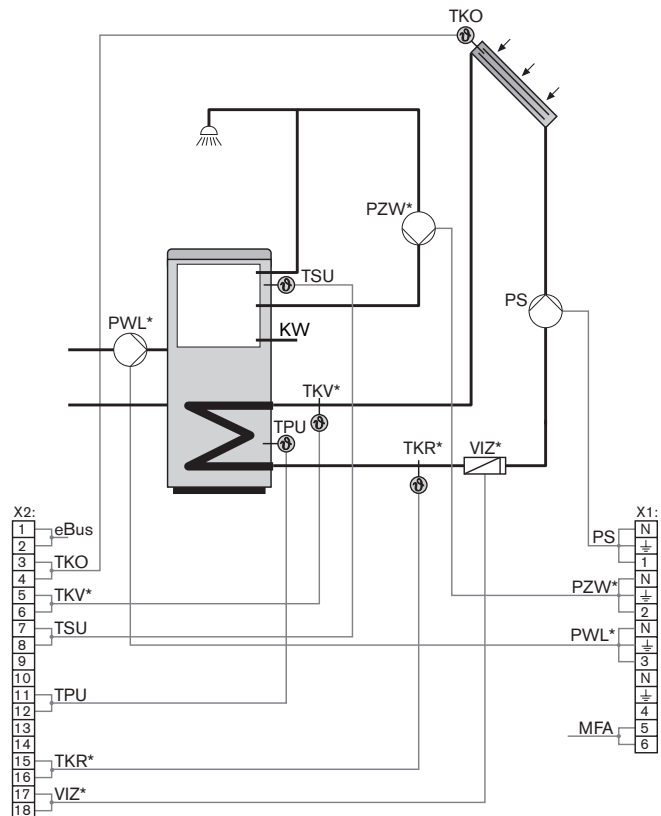 TKO
PZW*
TSU
PS
PWL*
KW
TKV*
TPU
TKR*
VIZ*
X2:
1
eBus
2
3
TKO
4
5
TKV*
6
7
TSU
8
9
10
11
TPU
12
13
14
15
TKR*
16
17
VIZ*
18
X1:
PS
N
1
PZW*
N
2
PWL*
N
3
N
4
MFA
5
6